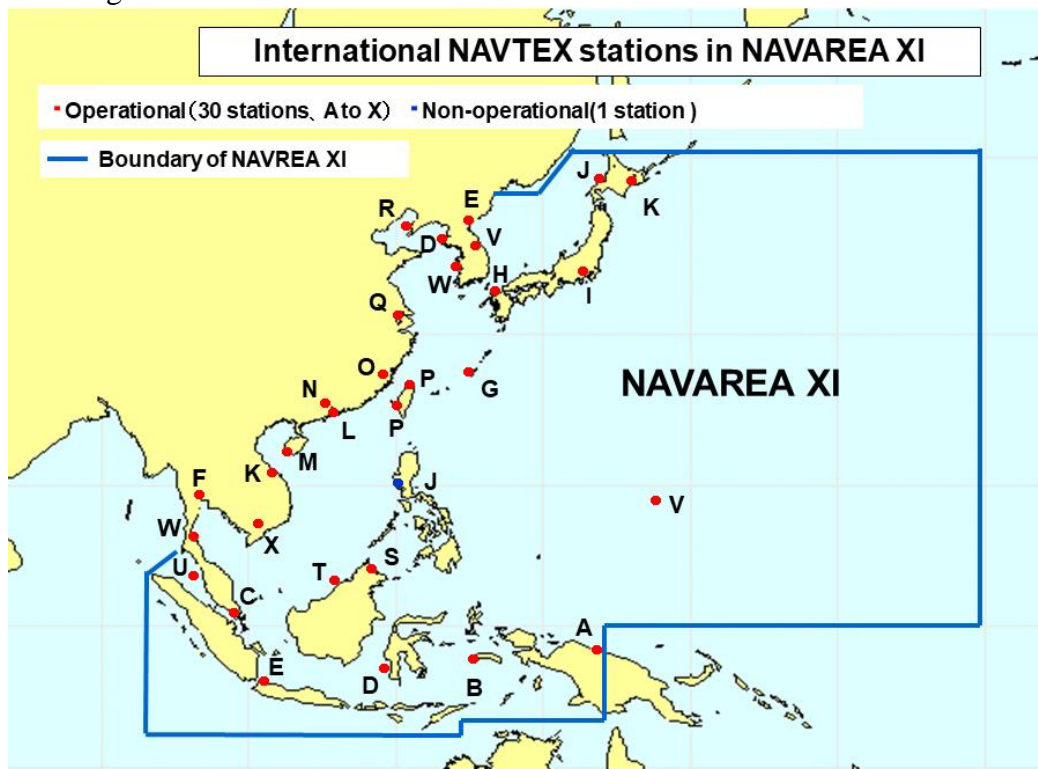 International NAVTEX stations in NAVAREA XI
Operational(30 stations、A to X) Non-operational(1 station )
Boundary of NAVREA XI
J
K
E
R
D
V
W
H
I
Q
O
P
G
NAVAREA XI
N
L
P
M
K
F
J
V
W
X
S
U
T
C
A
E
D
B